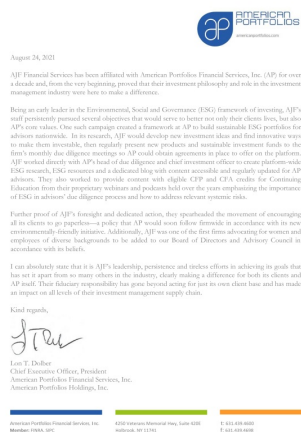 AMERICAN
PORTFOLIOS
americanportfolios.com
August 24, 2021
AJF Financial Services has been affiliated with American Portfolios Financial Services, Inc. (AP) for over
a decade and, from the very beginning, proved that their investment philosophy and role in the investment
management industry were here to make a difference.
Being an early leader in the Environmental, Social and Governance (ESG) framework of investing, AJF's
staff persistently pursued several objectives that would serve to better not only their clients lives, but also
AP's core values. One such campaign created a framework at AP to build sustainable ESG portfolios for
advisors nationwide. In its research, AJF would develop new investment ideas and find innovative ways
to make them investable, then regularly present new products and sustainable investment funds to the
firm's monthly due diligence meetings so AP could obtain agreement in place to offer on the platform.
AJF worked directly with AP's head of due diligence and chief investment officer to create platform-wide
ESG research, ESG resources and a dedicated blog with content accessible and regularly updated for AP
advisors. They also worked to provide content with eligible CFP and CFA credits for Continuing
Education from their proprietary webinars and podcasts held over the years emphasizing the importance
of ESG in advisors' due diligence process and how to address relevant systemic risks.
Further proof of AJF's foresight and dedicated action, they spearheaded the movement of encouraging
all its clients to go paperless—a policy that AP would soon follow firmwide in accordance with its new
environmentally-friendly initiative. Additionally, AJF was one of the first firms advocating for women and
employees of diverse backgrounds to be added to our Board of Directors and Advisory Council in
accordance with its beliefs.
I can absolutely state that it is AJF's leadership, persistence and tireless efforts in achieving its goals that
has set it apart from so many others in the industry, clearly making a difference for both its clients and
AP itself. Their fiduciary responsibility has gone beyond acting for just its own client base and has made
an impact on all levels of their investment management supply chain.
Kind regards,
Lon T. Dolber
Chief Executive Officer, President
American Portfolios Financial Services, Inc.
American Portfolios Holdings, Inc.
American Portfolios Financial Services, Inc.
Member: FINRA, SIPC
4250 Veterans Memorial Hwy, Suite 420E
Holbrook, NY 11741
T: 631.439.4600